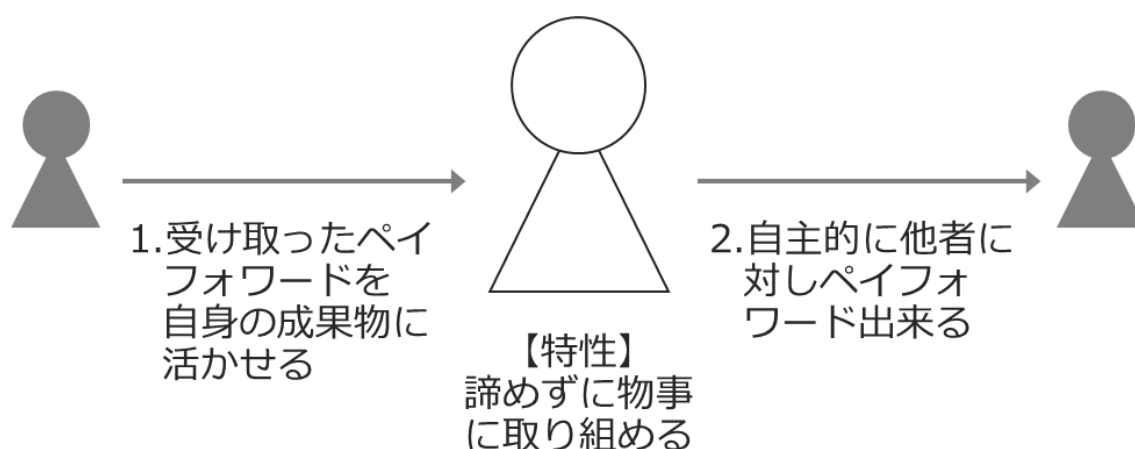 1.受け取ったペイ
フォワードを
自身の成果物に
活かせる
【特性】
諦めずに物事
に取り組める
2.自主的に他者に
対しペイフォ
ワード出来る